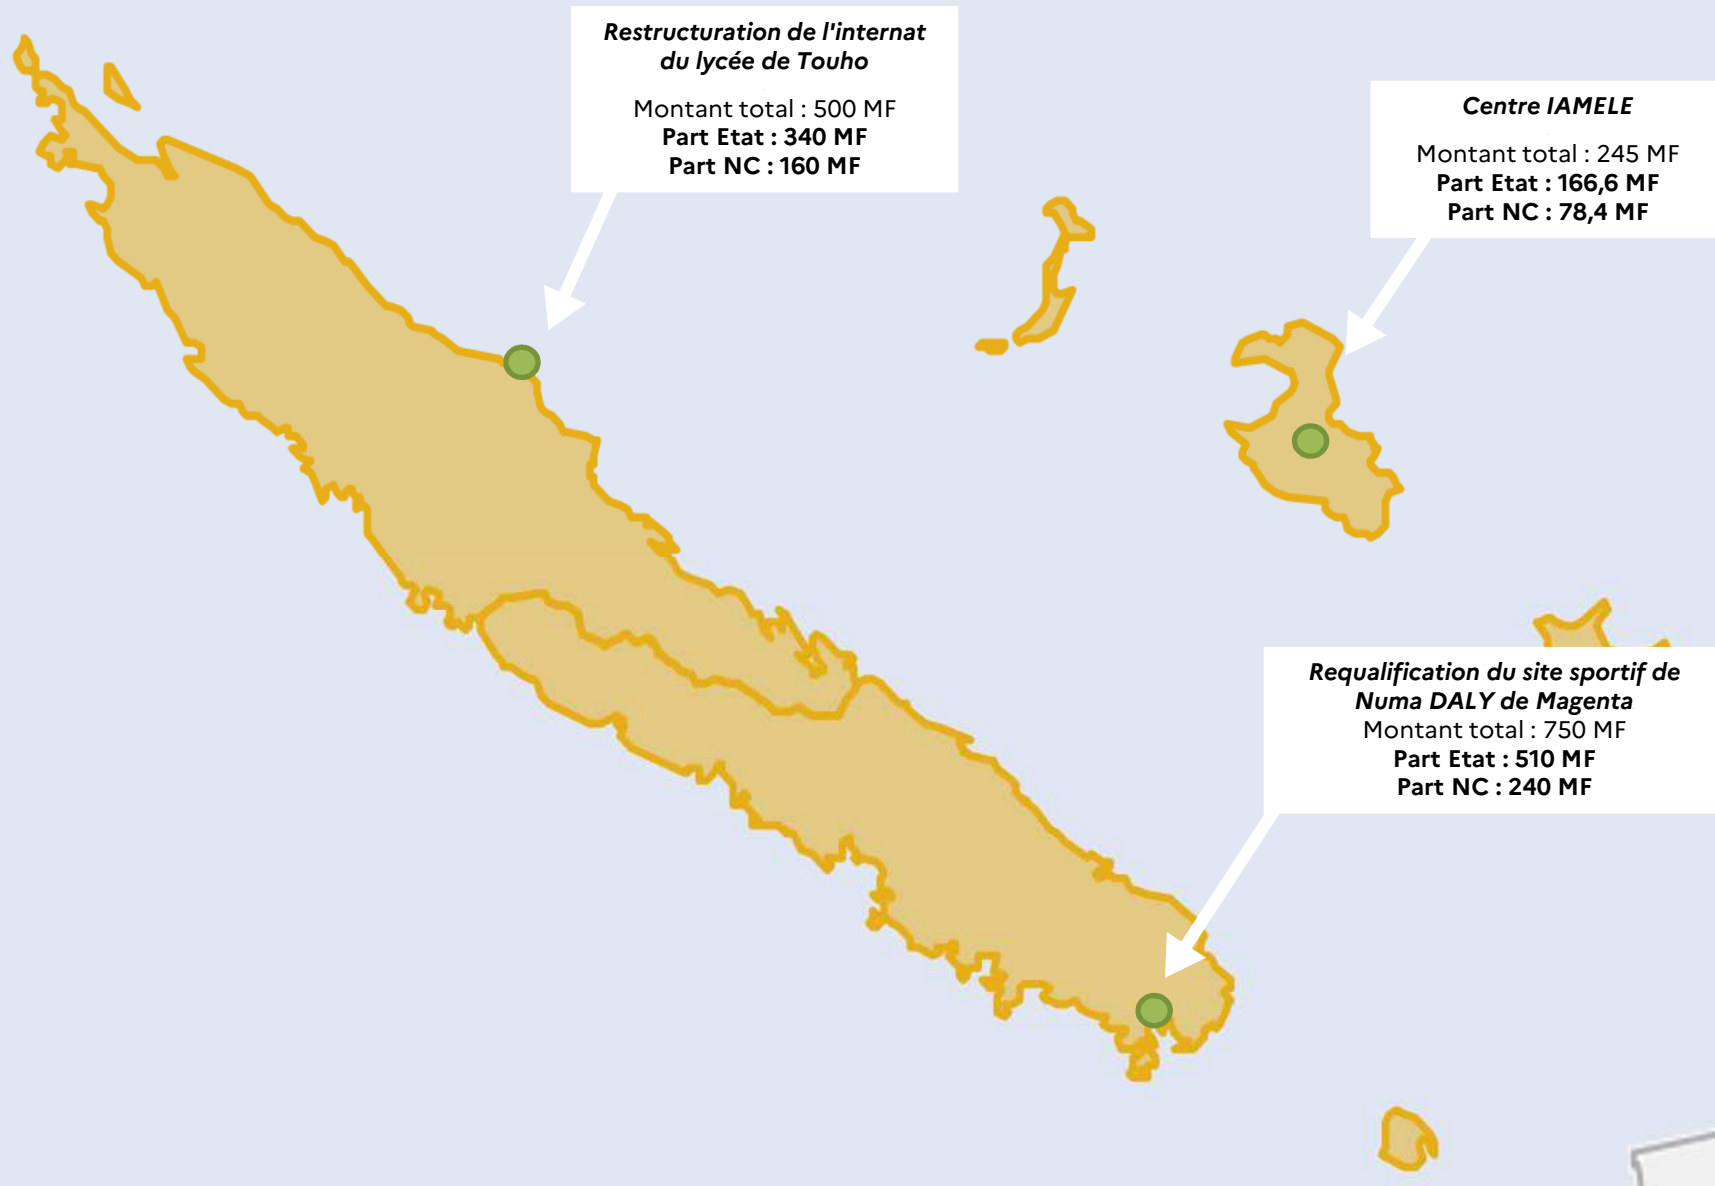 Restructuration de l'internat
du lycée de Touho
Montant total : 500 MF
Part Etat : 340 MF
Part NC : 160 MF
Centre IAMELE
Montant total : 245 MF
Part Etat : 166,6 MF
Part NC : 78,4 MF
Requalification du site sportif de
Numa DALY de Magenta
Montant total : 750 MF
Part Etat : 510 MF
Part NC : 240 MF